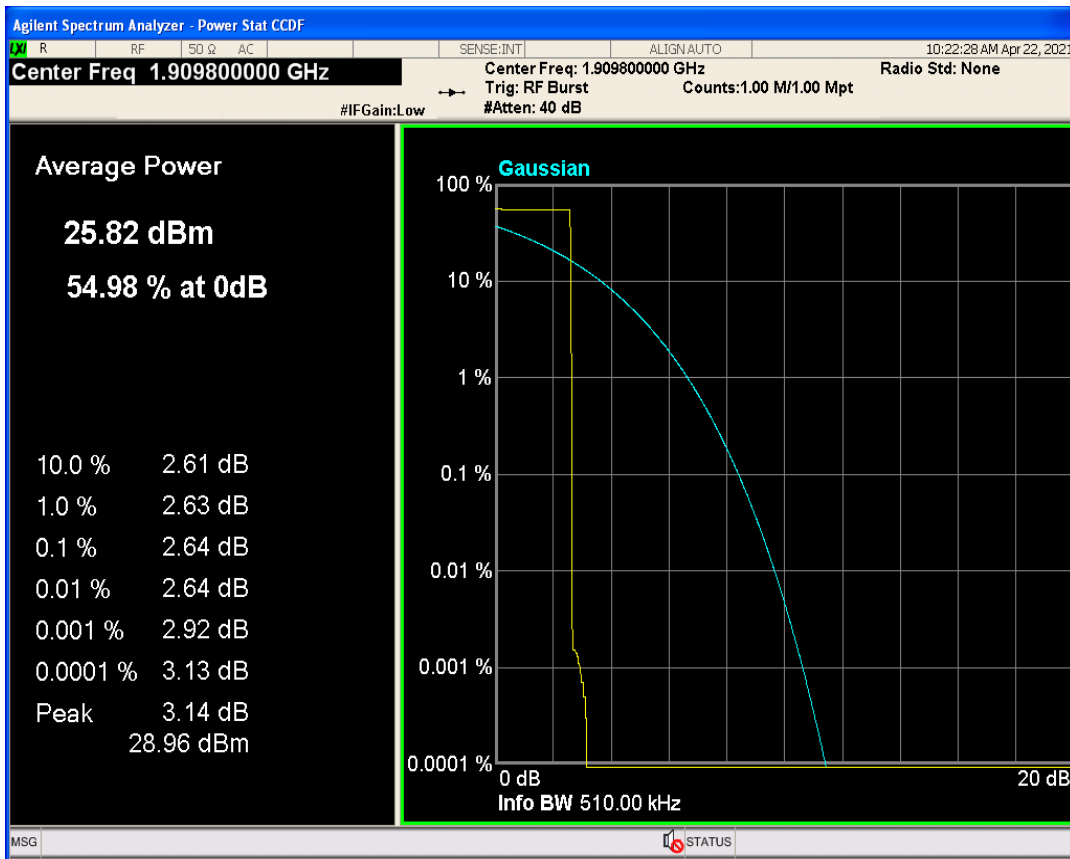 Agilent Spectrum Analyzer - Power Stat CCDF
LXI R RF 50 Ω AC SENSE:INT ALIGN AUTO 10:22:28 AM Apr 22, 2021
Center Freq 1.909800000 GHz
Center Freq: 1.909800000 GHz Radio Std: None
Trig: RF Burst Counts:1.00 M/1.00 Mpt
#IFGain:Low #Atten: 40 dB
Average Power
25.82 dBm
54.98 % at 0dB
10.0 % 2.61 dB
1.0 % 2.63 dB
0.1 % 2.64 dB
0.01 % 2.64 dB
0.001 % 2.92 dB
0.0001 % 3.13 dB
Peak 3.14 dB
28.96 dBm
Gaussian
100 %
10 %
1 %
0.1 %
0.01 %
0.001 %
0.0001 %
0 dB 20 dB
Info BW 510.00 kHz
MSG STATUS